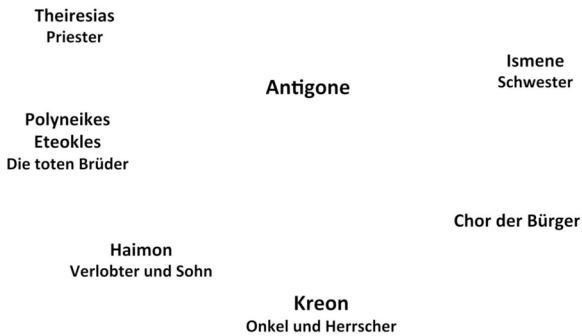 Theiresias
Priester
Ismene
Schwester
Antigone
Polyneikes
Eteokles
Die toten Brüder
Chor der Bürger
Haimon
Verlobter und Sohn
Kreon
Onkel und Herrscher